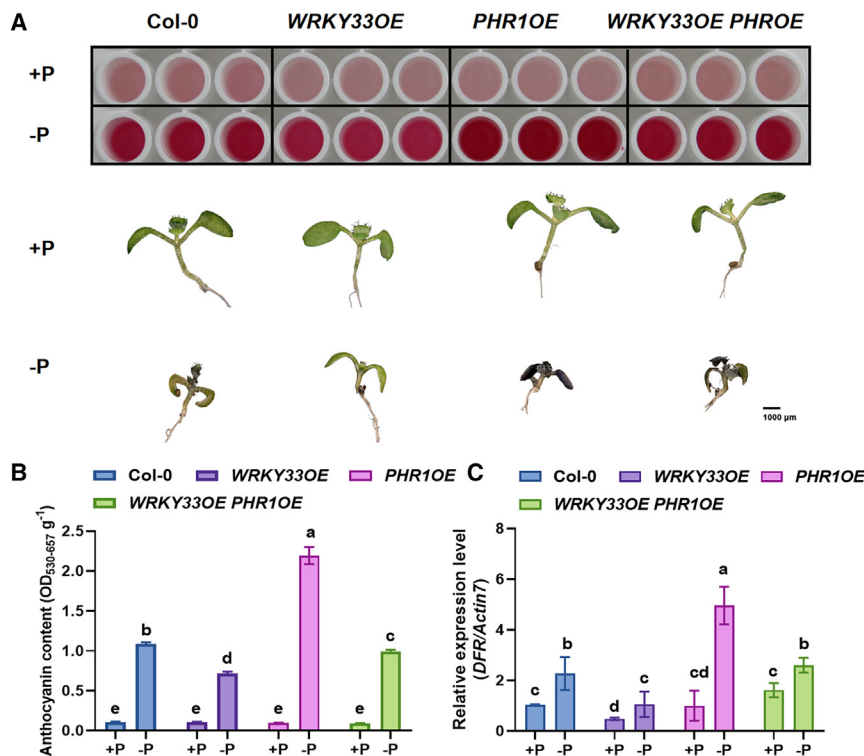 A
Col-0 WRKY33OE PHR1OE WRKY33OE PHROE
+P
-P
+P
-P
1000 μm
B
Col-0 WRKY33OE PHR1OE
WRKY33OE PHR1OE
Anthocyanin content (OD530-657 g-1)
2.5
2.0
1.5
1.0
0.5
0.0
e b e d e a e c
+P -P +P -P +P -P +P -P
C
Col-0 WRKY33OE PHR1OE
WRKY33OE PHR1OE
Relative expression level
(DFR/Actin7)
8
6
4
2
0
c b d c cd a c b
+P -P +P -P +P -P +P -P